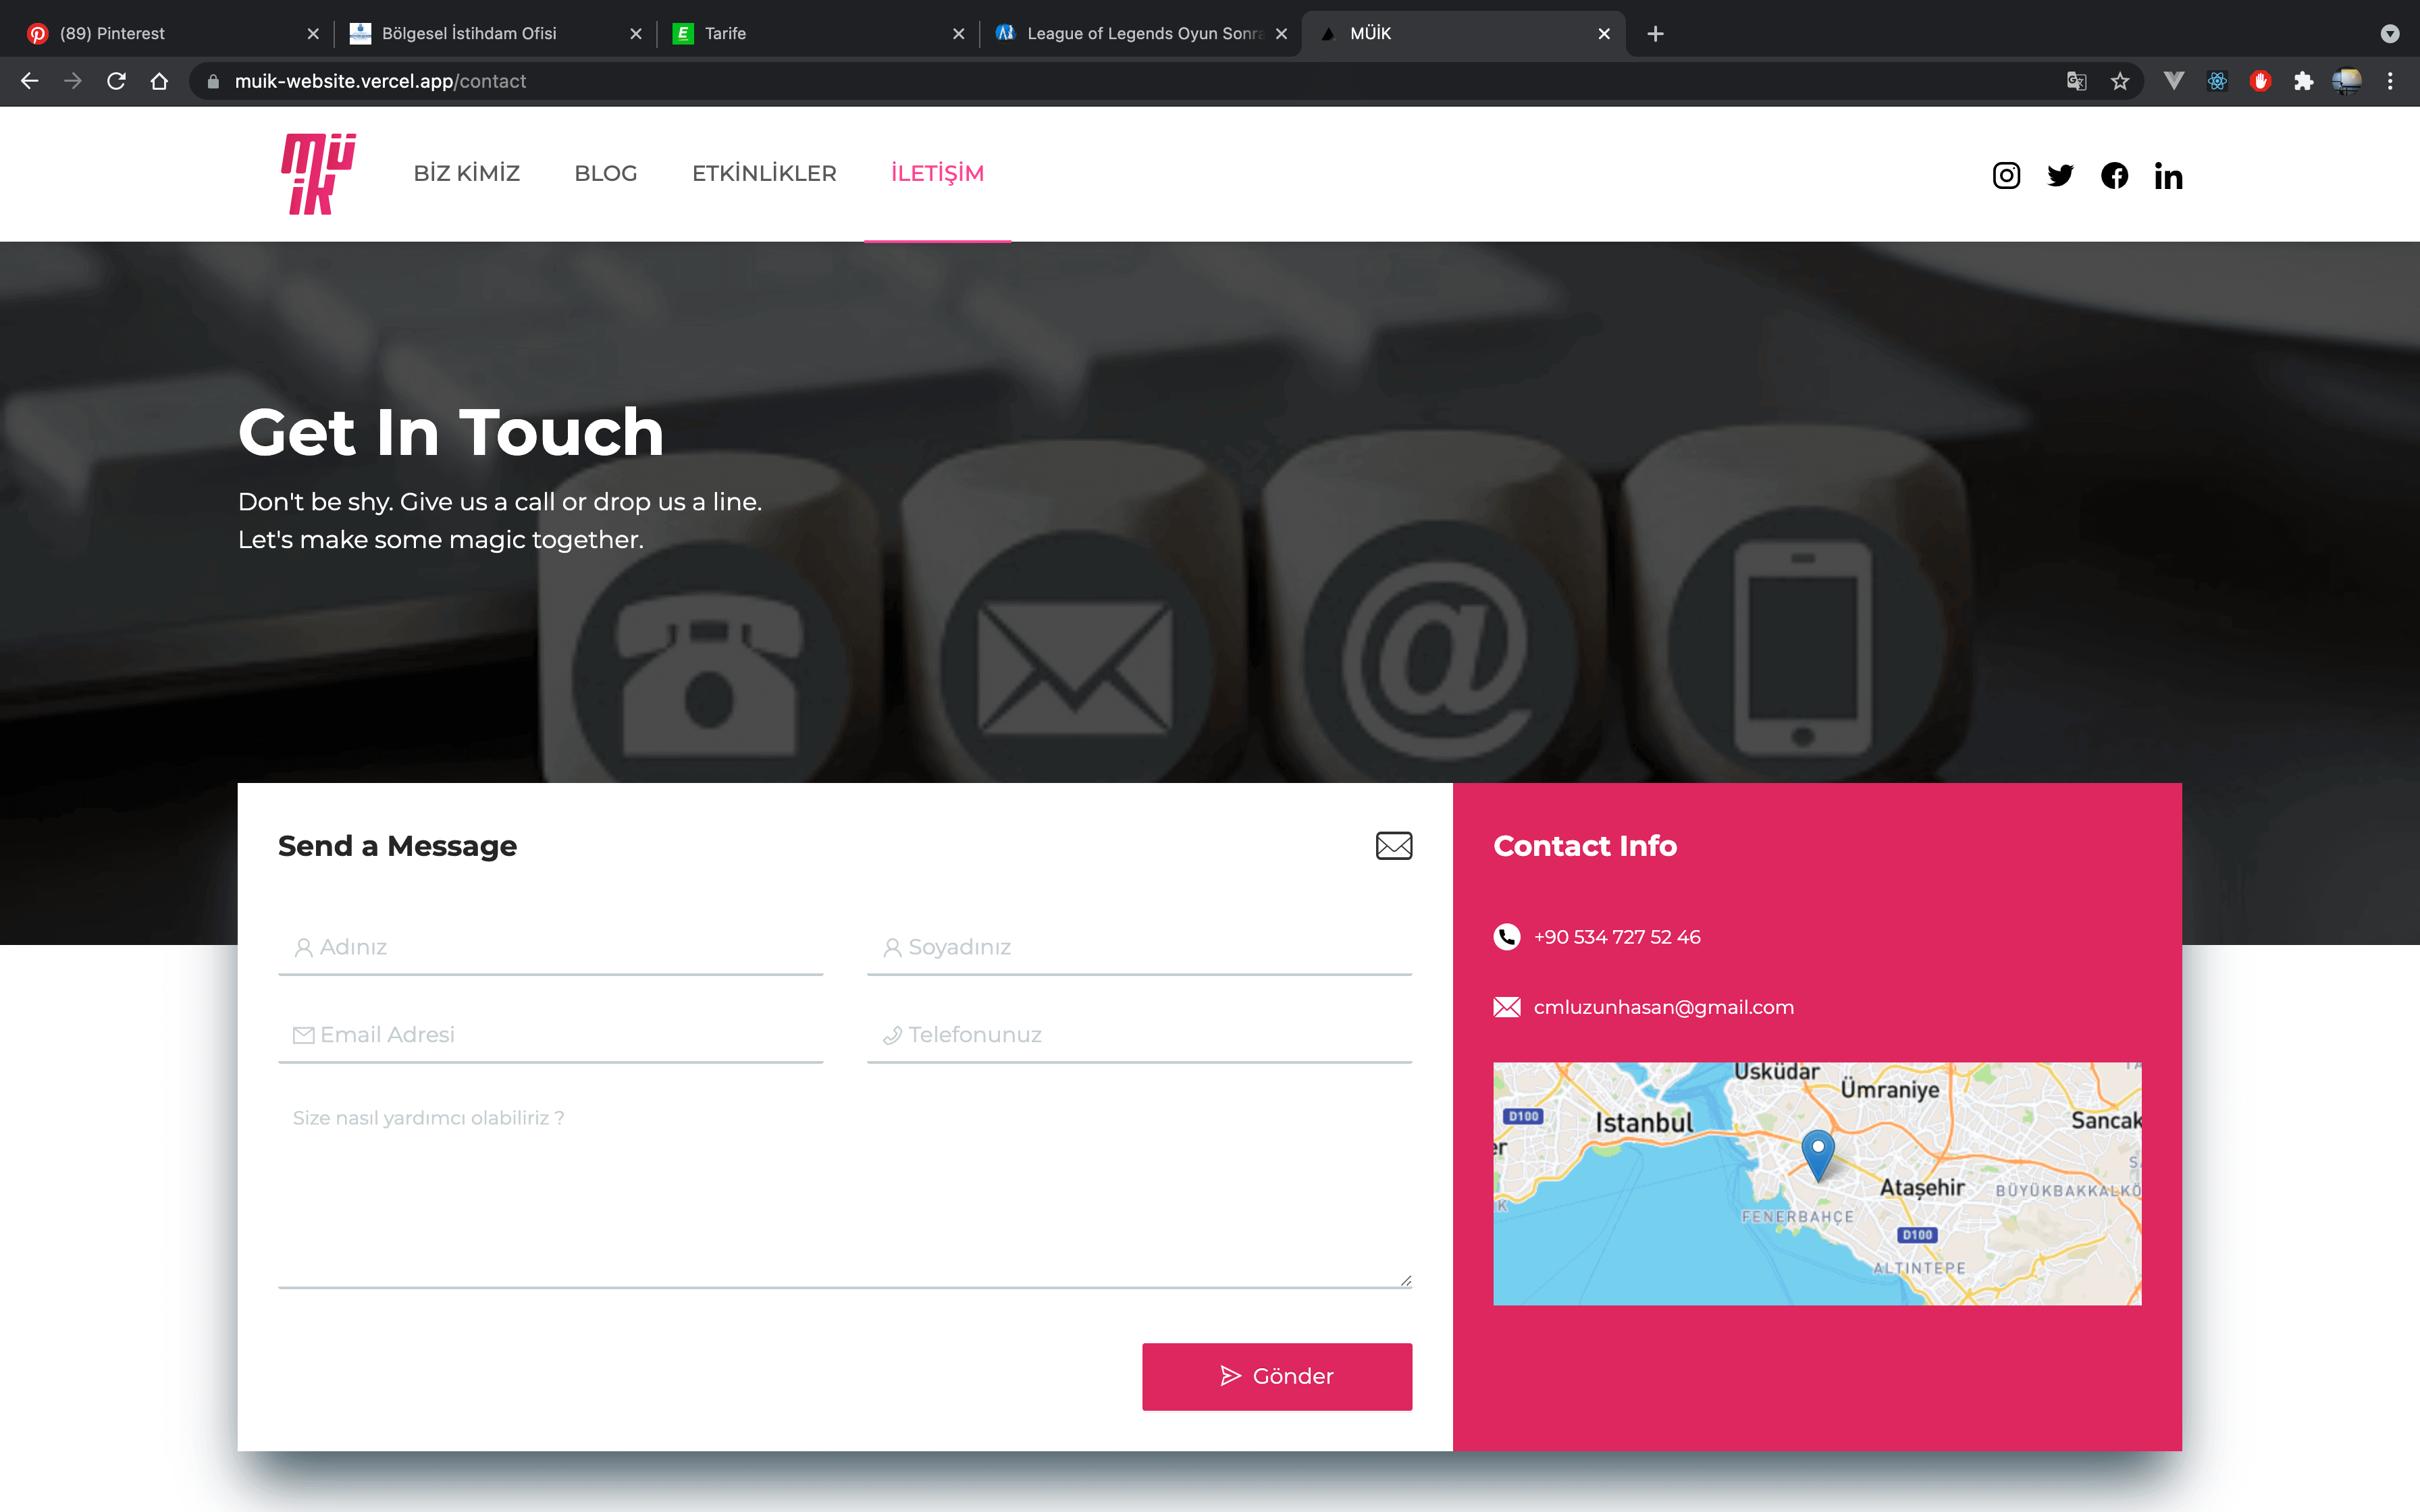 (89) Pinterest
Bölgesel İstihdam Ofisi
Tarife
League of Legends Oyun Sonra
MÜİK
muik-website.vercel.app/contact
müik
BİZ KİMİZ
BLOG
ETKİNLİKLER
İLETİŞİM
Get In Touch
Don't be shy. Give us a call or drop us a line.
Let's make some magic together.
Send a Message
Adınız
Soyadınız
Email Adresi
Telefonunuz
Size nasıl yardımcı olabiliriz ?
Gönder
Contact Info
+90 534 727 52 46
cmluzunhasan@gmail.com
Üsküdar
Ümraniye
D100
Istanbul
Sancak
er
Ataşehir
BÜYÜKBAKKALKÖ
K
FENERBAHÇE
D100
ALTINTEPE